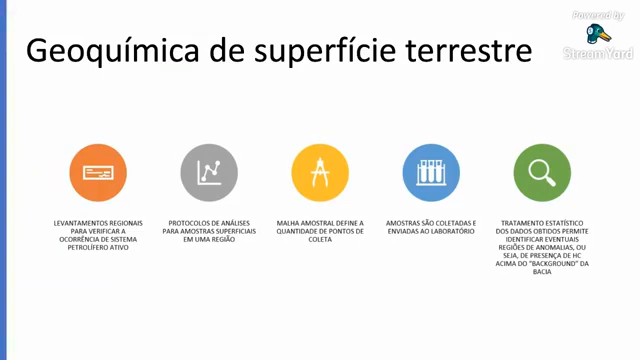 Powered by
StreamYard
Geoquímica de superfície terrestre
LEVANTAMENTOS REGIONAIS
PARA VERIFICAR A
OCORRÊNCIA DE SISTEMA
PETROLÍFERO ATIVO
PROTOCOLOS DE ANÁLISES
PARA AMOSTRAS SUPERFICIAIS
EM UMA REGIÃO
MALHA AMOSTRAL DEFINE A
QUANTIDADE DE PONTOS DE
COLETA
AMOSTRAS SÃO COLETADAS E
ENVIADAS AO LABORATÓRIO
TRATAMENTO ESTATÍSTICO
DOS DADOS OBTIDOS PERMITE
IDENTIFICAR EVENTUAIS
REGIÕES DE ANOMALIAS, OU
SEJA, DE PRESENÇA DE HC
ACIMA DO “BACKGROUND” DA
BACIA